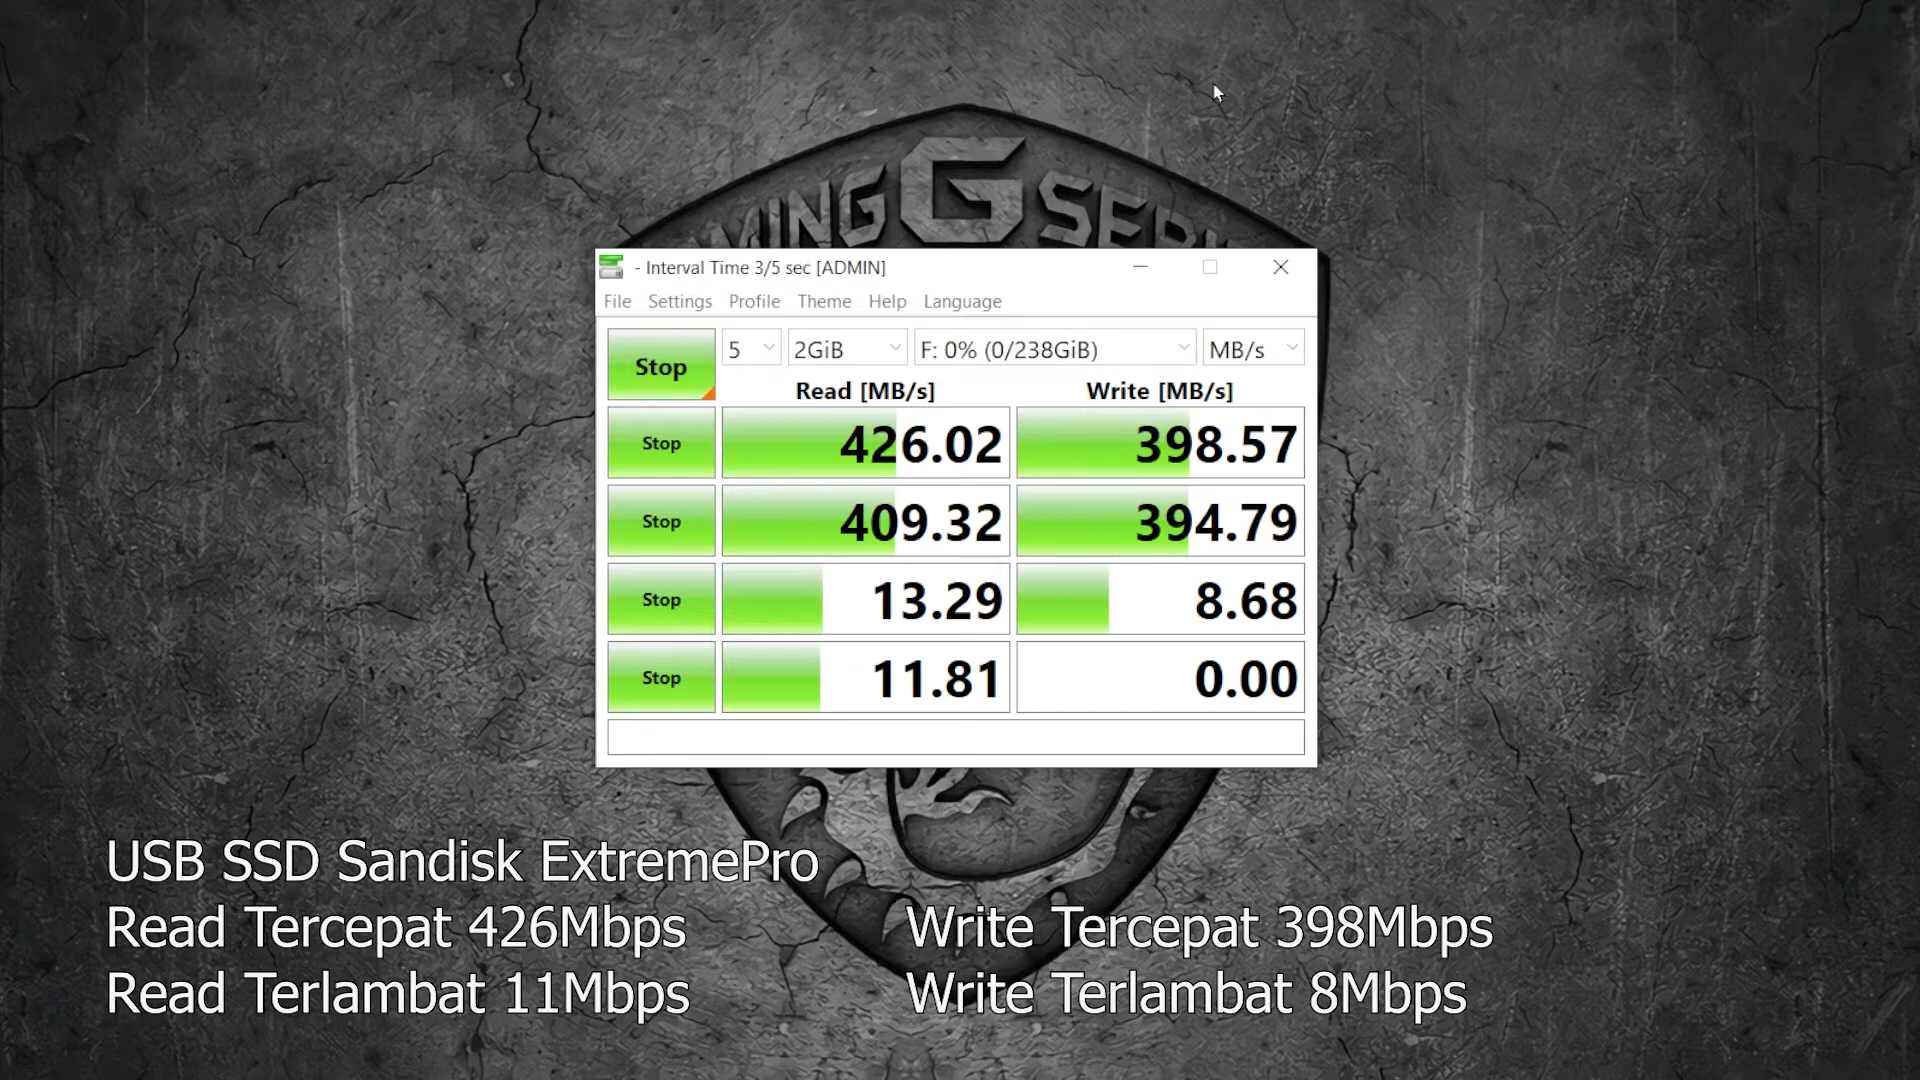 MING G SERI
- Interval Time 3/5 sec [ADMIN]
File Settings Profile Theme Help Language
Stop 5 2GiB F: 0% (0/238GiB) MB/s
Read [MB/s] Write [MB/s]
Stop 426.02 398.57
Stop 409.32 394.79
Stop 13.29 8.68
Stop 11.81 0.00
USB SSD Sandisk ExtremePro
Read Tercepat 426Mbps Write Tercepat 398Mbps
Read Terlambat 11Mbps Write Terlambat 8Mbps